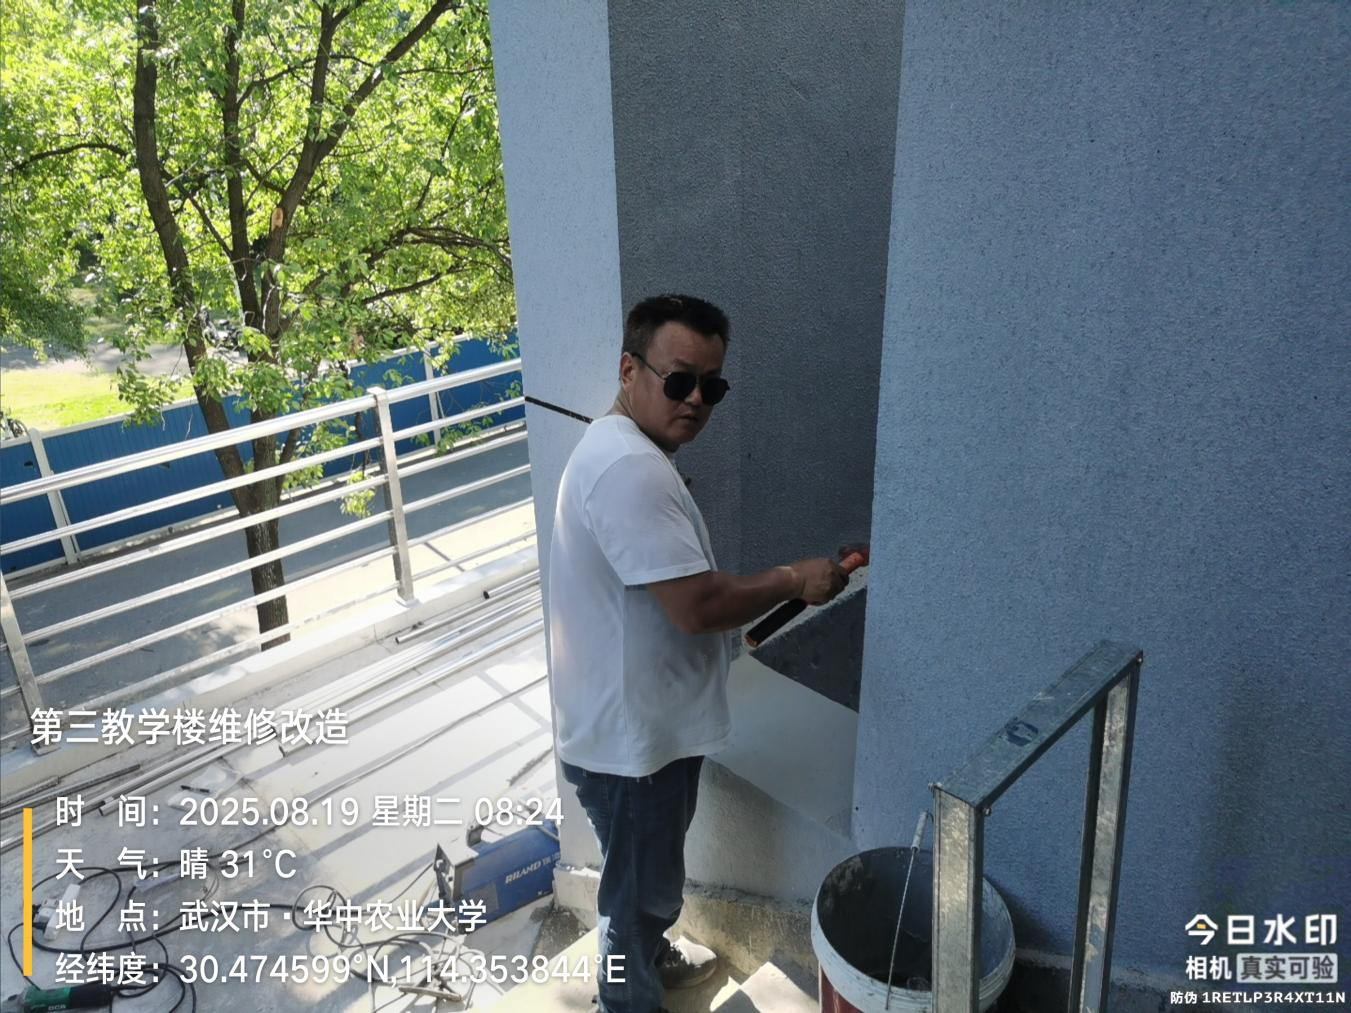 第三教学楼维修改造
时 间：2025.08.19 星期二 08:24
天 气：晴 31°C
地 点：武汉市·华中农业大学
经纬度：30.474599°N,114.353844°E
RILAND
今日水印
相机 真实可验
防伪 1RETLP3R4XT11N